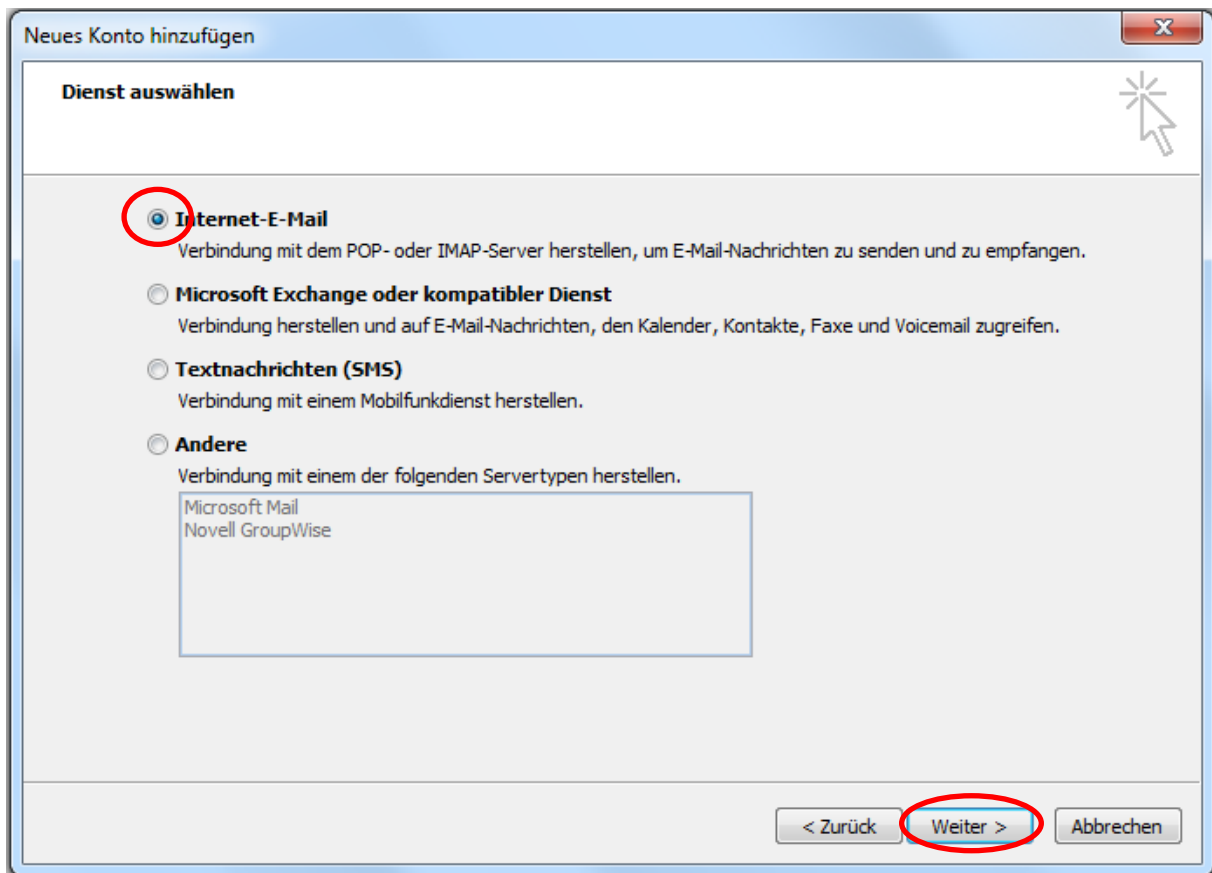 Neues Konto hinzufügen
Dienst auswählen
Internet-E-Mail
Verbindung mit dem POP- oder IMAP-Server herstellen, um E-Mail-Nachrichten zu senden und zu empfangen.
Microsoft Exchange oder kompatibler Dienst
Verbindung herstellen und auf E-Mail-Nachrichten, den Kalender, Kontakte, Faxe und Voicemail zugreifen.
Textnachrichten (SMS)
Verbindung mit einem Mobilfunkdienst herstellen.
Andere
Verbindung mit einem der folgenden Servertypen herstellen.
Microsoft Mail
Novell GroupWise
< Zurück Weiter > Abbrechen